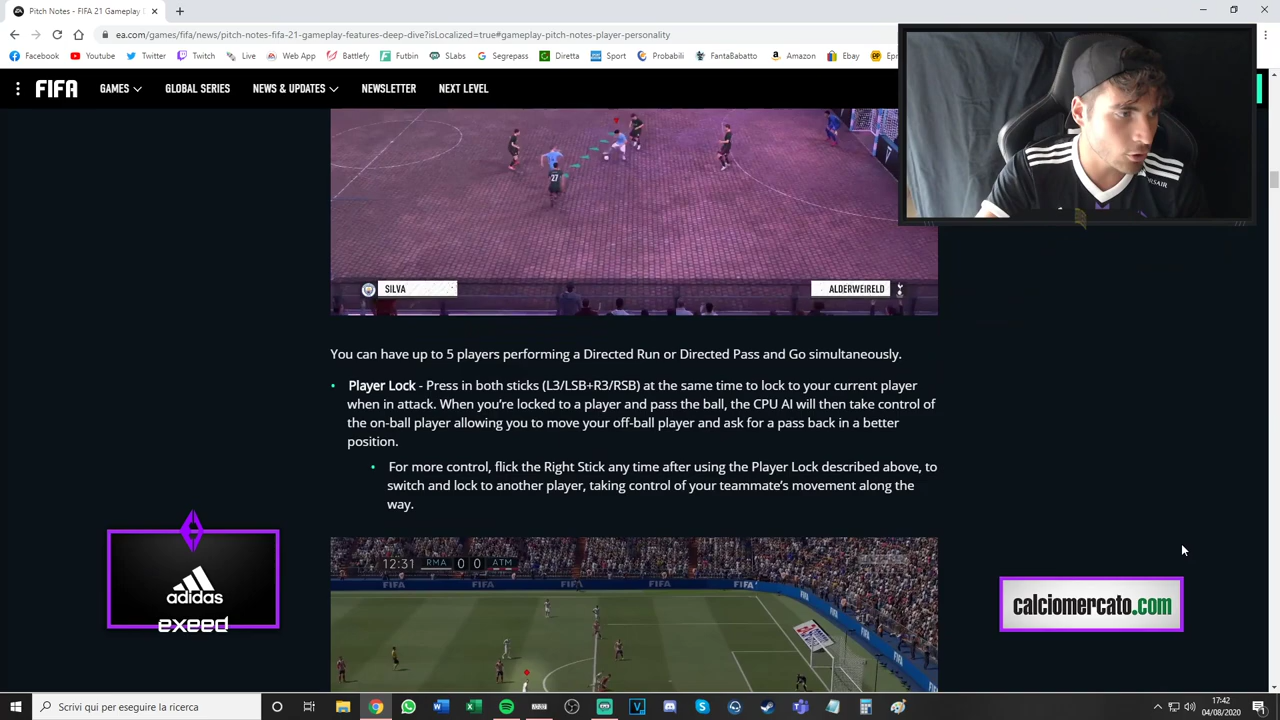 Pitch Notes - FIFA 21 Gameplay
ea.com/games/fifa/news/pitch-notes-fifa-21-gameplay-features-deep-dive?isLocalized=true#gameplay-pitch-notes-player-personality
Facebook Youtube Twitter Twitch Live Web App Battlefy Futbin Sheets G Segrepass Diretta Sport Probabili FantaBabatto Amazon Ebay
FIFA GAMES GLOBAL SERIES NEWS & UPDATES NEWSLETTER NEXT LEVEL
27
SILVA ALDERWEIRELD
CORSAIR
You can have up to 5 players performing a Directed Run or Directed Pass and Go simultaneously.
• Player Lock - Press in both sticks (L3/LSB+R3/RSB) at the same time to lock to your current player
when in attack. When you're locked to a player and pass the ball, the CPU AI will then take control of
the on-ball player allowing you to move your off-ball player and ask for a pass back in a better
position.
• For more control, flick the Right Stick any time after using the Player Lock described above, to
switch and lock to another player, taking control of your teammate's movement along the
way.
12:31 RMA 0 0 ATM
FIFA FIFA FIFA FIFA
adidas
exeed
calciomercato.com
Scrivi qui per eseguire la ricerca
17:42
04/08/2020